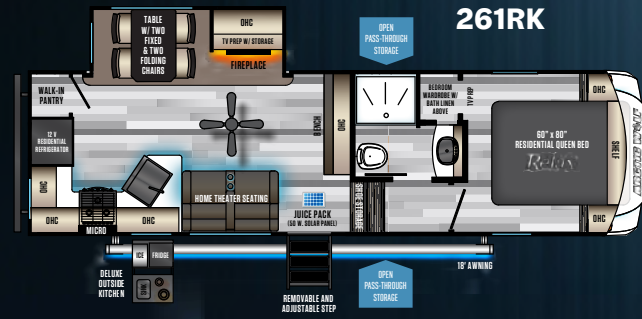 261RK
TABLE
W/ TWO
FIXED
& TWO
FOLDING
CHAIRS
OHC
TV PREP W/ STORAGE
FIREPLACE
OPEN
PASS-THROUGH
STORAGE
WALK-IN
PANTRY
12 V
RESIDENTIAL
REFRIGERATOR
BENCH
OHC
BEDROOM
WARDROBE W/
BATH LINEN
ABOVE
TV PREP
OHC
60" x 80"
RESIDENTIAL QUEEN BED
SHELF
OHC
OHC
OHC
MICRO
OHC
HOME THEATER SEATING
JUICE PACK
(50 W. SOLAR PANEL)
SHOE STORAGE
ICE
FRIDGE
DELUXE
OUTSIDE
KITCHEN
REMOVABLE AND
ADJUSTABLE STEP
OPEN
PASS-THROUGH
STORAGE
18' AWNING